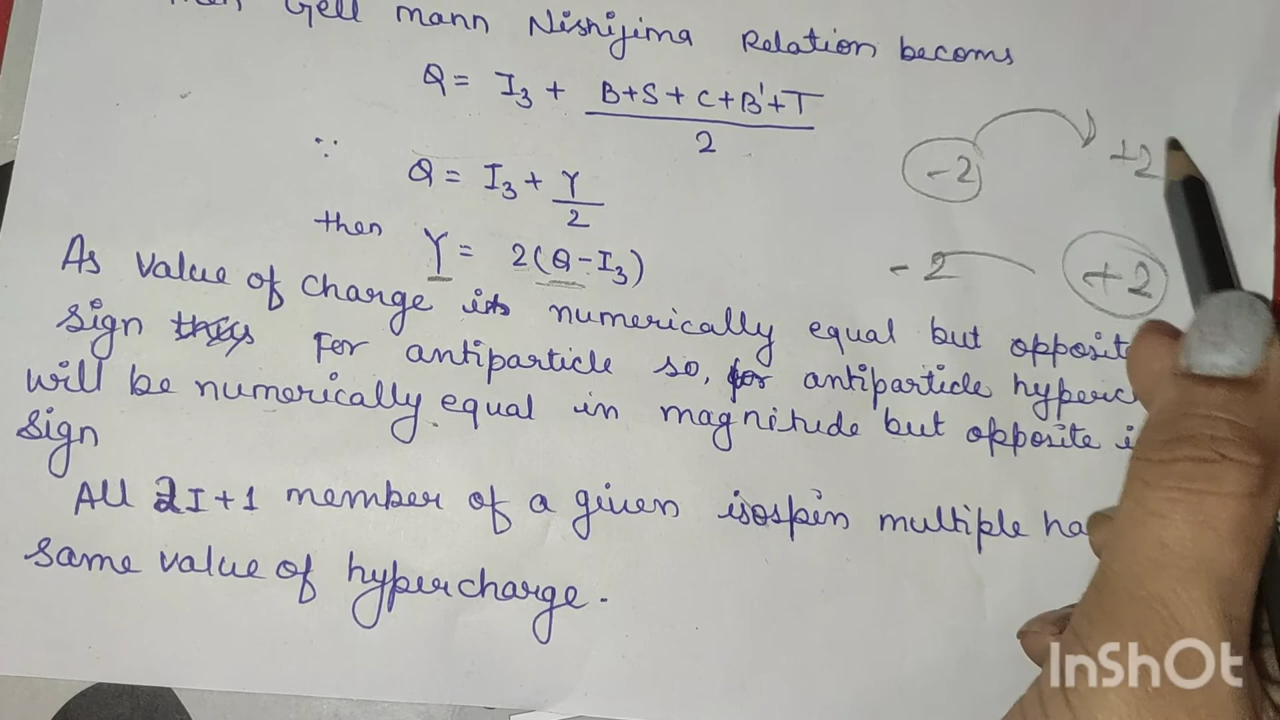 Gell mann Nishijima Relation becoms
Q = I₃ + B+S+C+B'+T / 2
∵ Q = I₃ + Y / 2
then Y = 2(Q-I₃)
-2 +2
-2 +2
As value of charge is numerically equal but opposit
sign for antiparticle so, for antiparticle hyperc
will be numerically equal in magnitude but opposite i
sign
All 2I+1 member of a given isospin multiple ha
same value of hypercharge.
InShOt